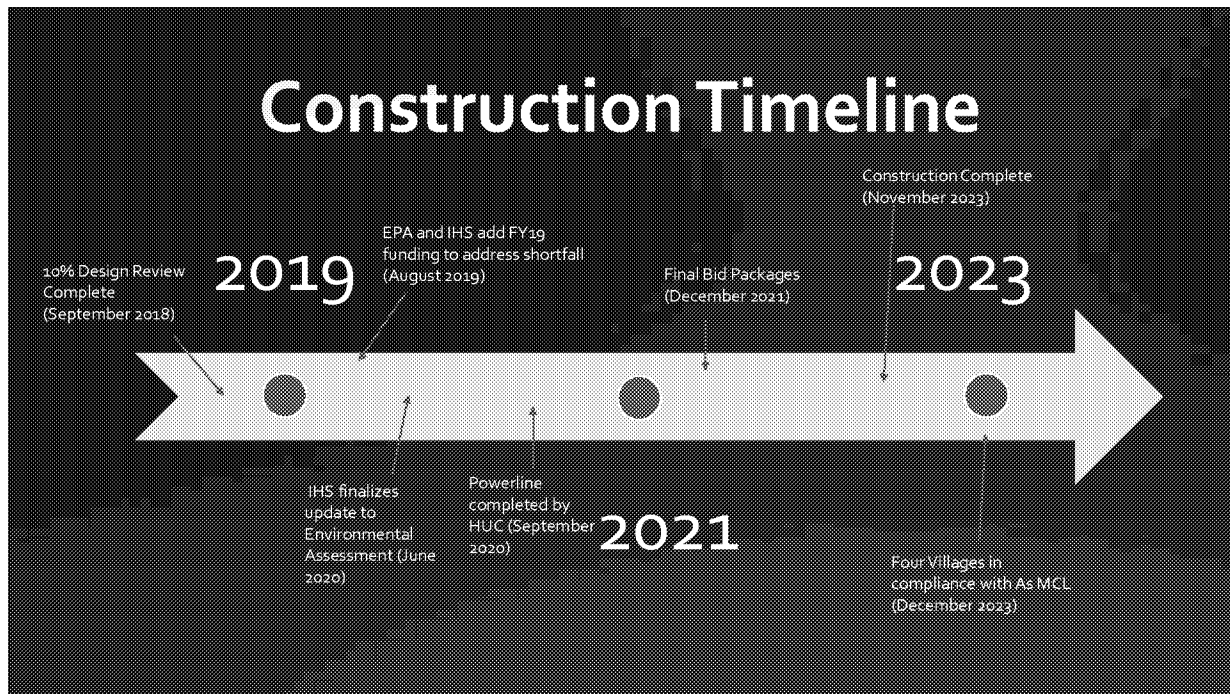 Construction Timeline
Construction Complete
(November 2023)
EPA and IHS add FY19
funding to address shortfall
(August 2019)
2019
10% Design Review
Complete
(September 2018)
Final Bid Packages
(December 2021)
2023
IHS finalizes
update to
Environmental
Assessment (June
2020)
Powerline
completed by
HUC (September
2020)
2021
Four Villages in
compliance with As MCL
(December 2023)